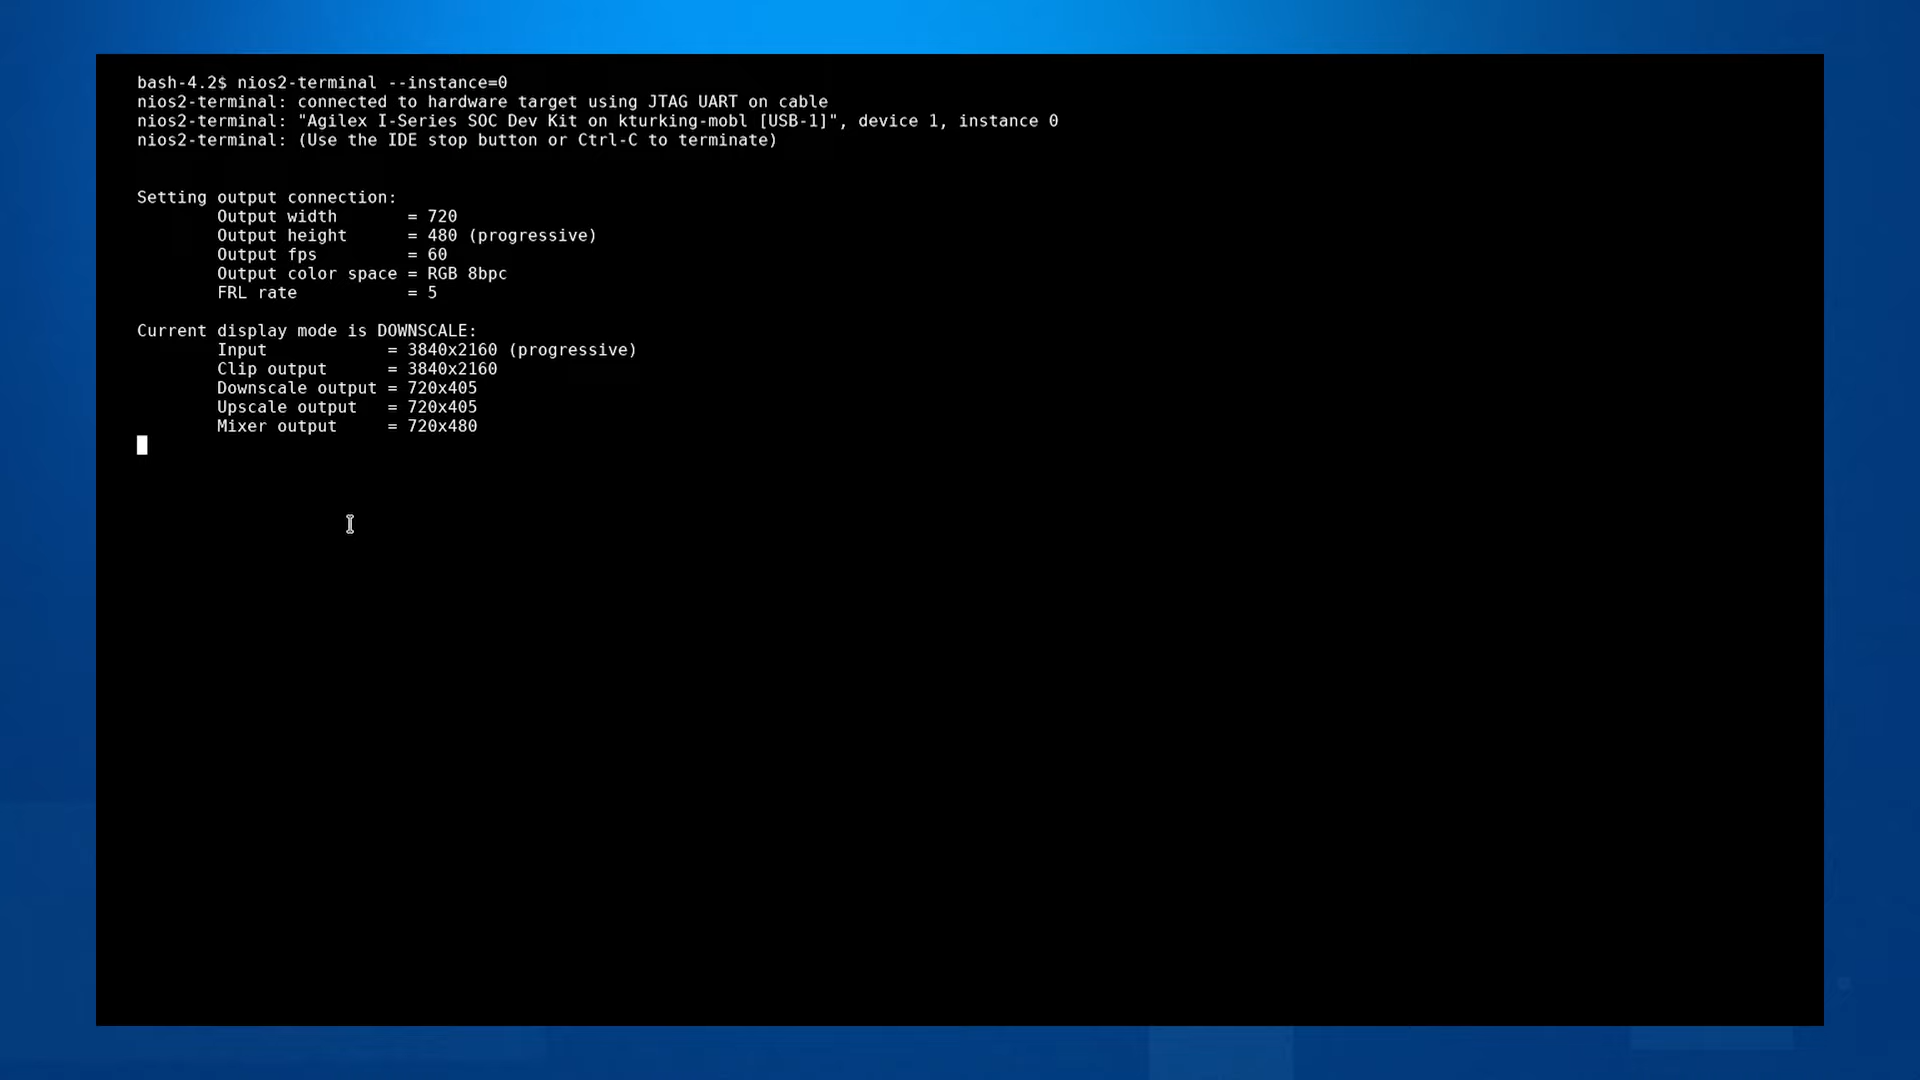 bash-4.2$ nios2-terminal --instance=0
nios2-terminal: connected to hardware target using JTAG UART on cable
nios2-terminal: "Agilex I-Series SOC Dev Kit on kturking-mobl [USB-1]", device 1, instance 0
nios2-terminal: (Use the IDE stop button or Ctrl-C to terminate)
Setting output connection:
Output width = 720
Output height = 480 (progressive)
Output fps = 60
Output color space = RGB 8bpc
FRL rate = 5
Current display mode is DOWNSCALE:
Input = 3840x2160 (progressive)
Clip output = 3840x2160
Downscale output = 720x405
Upscale output = 720x405
Mixer output = 720x480